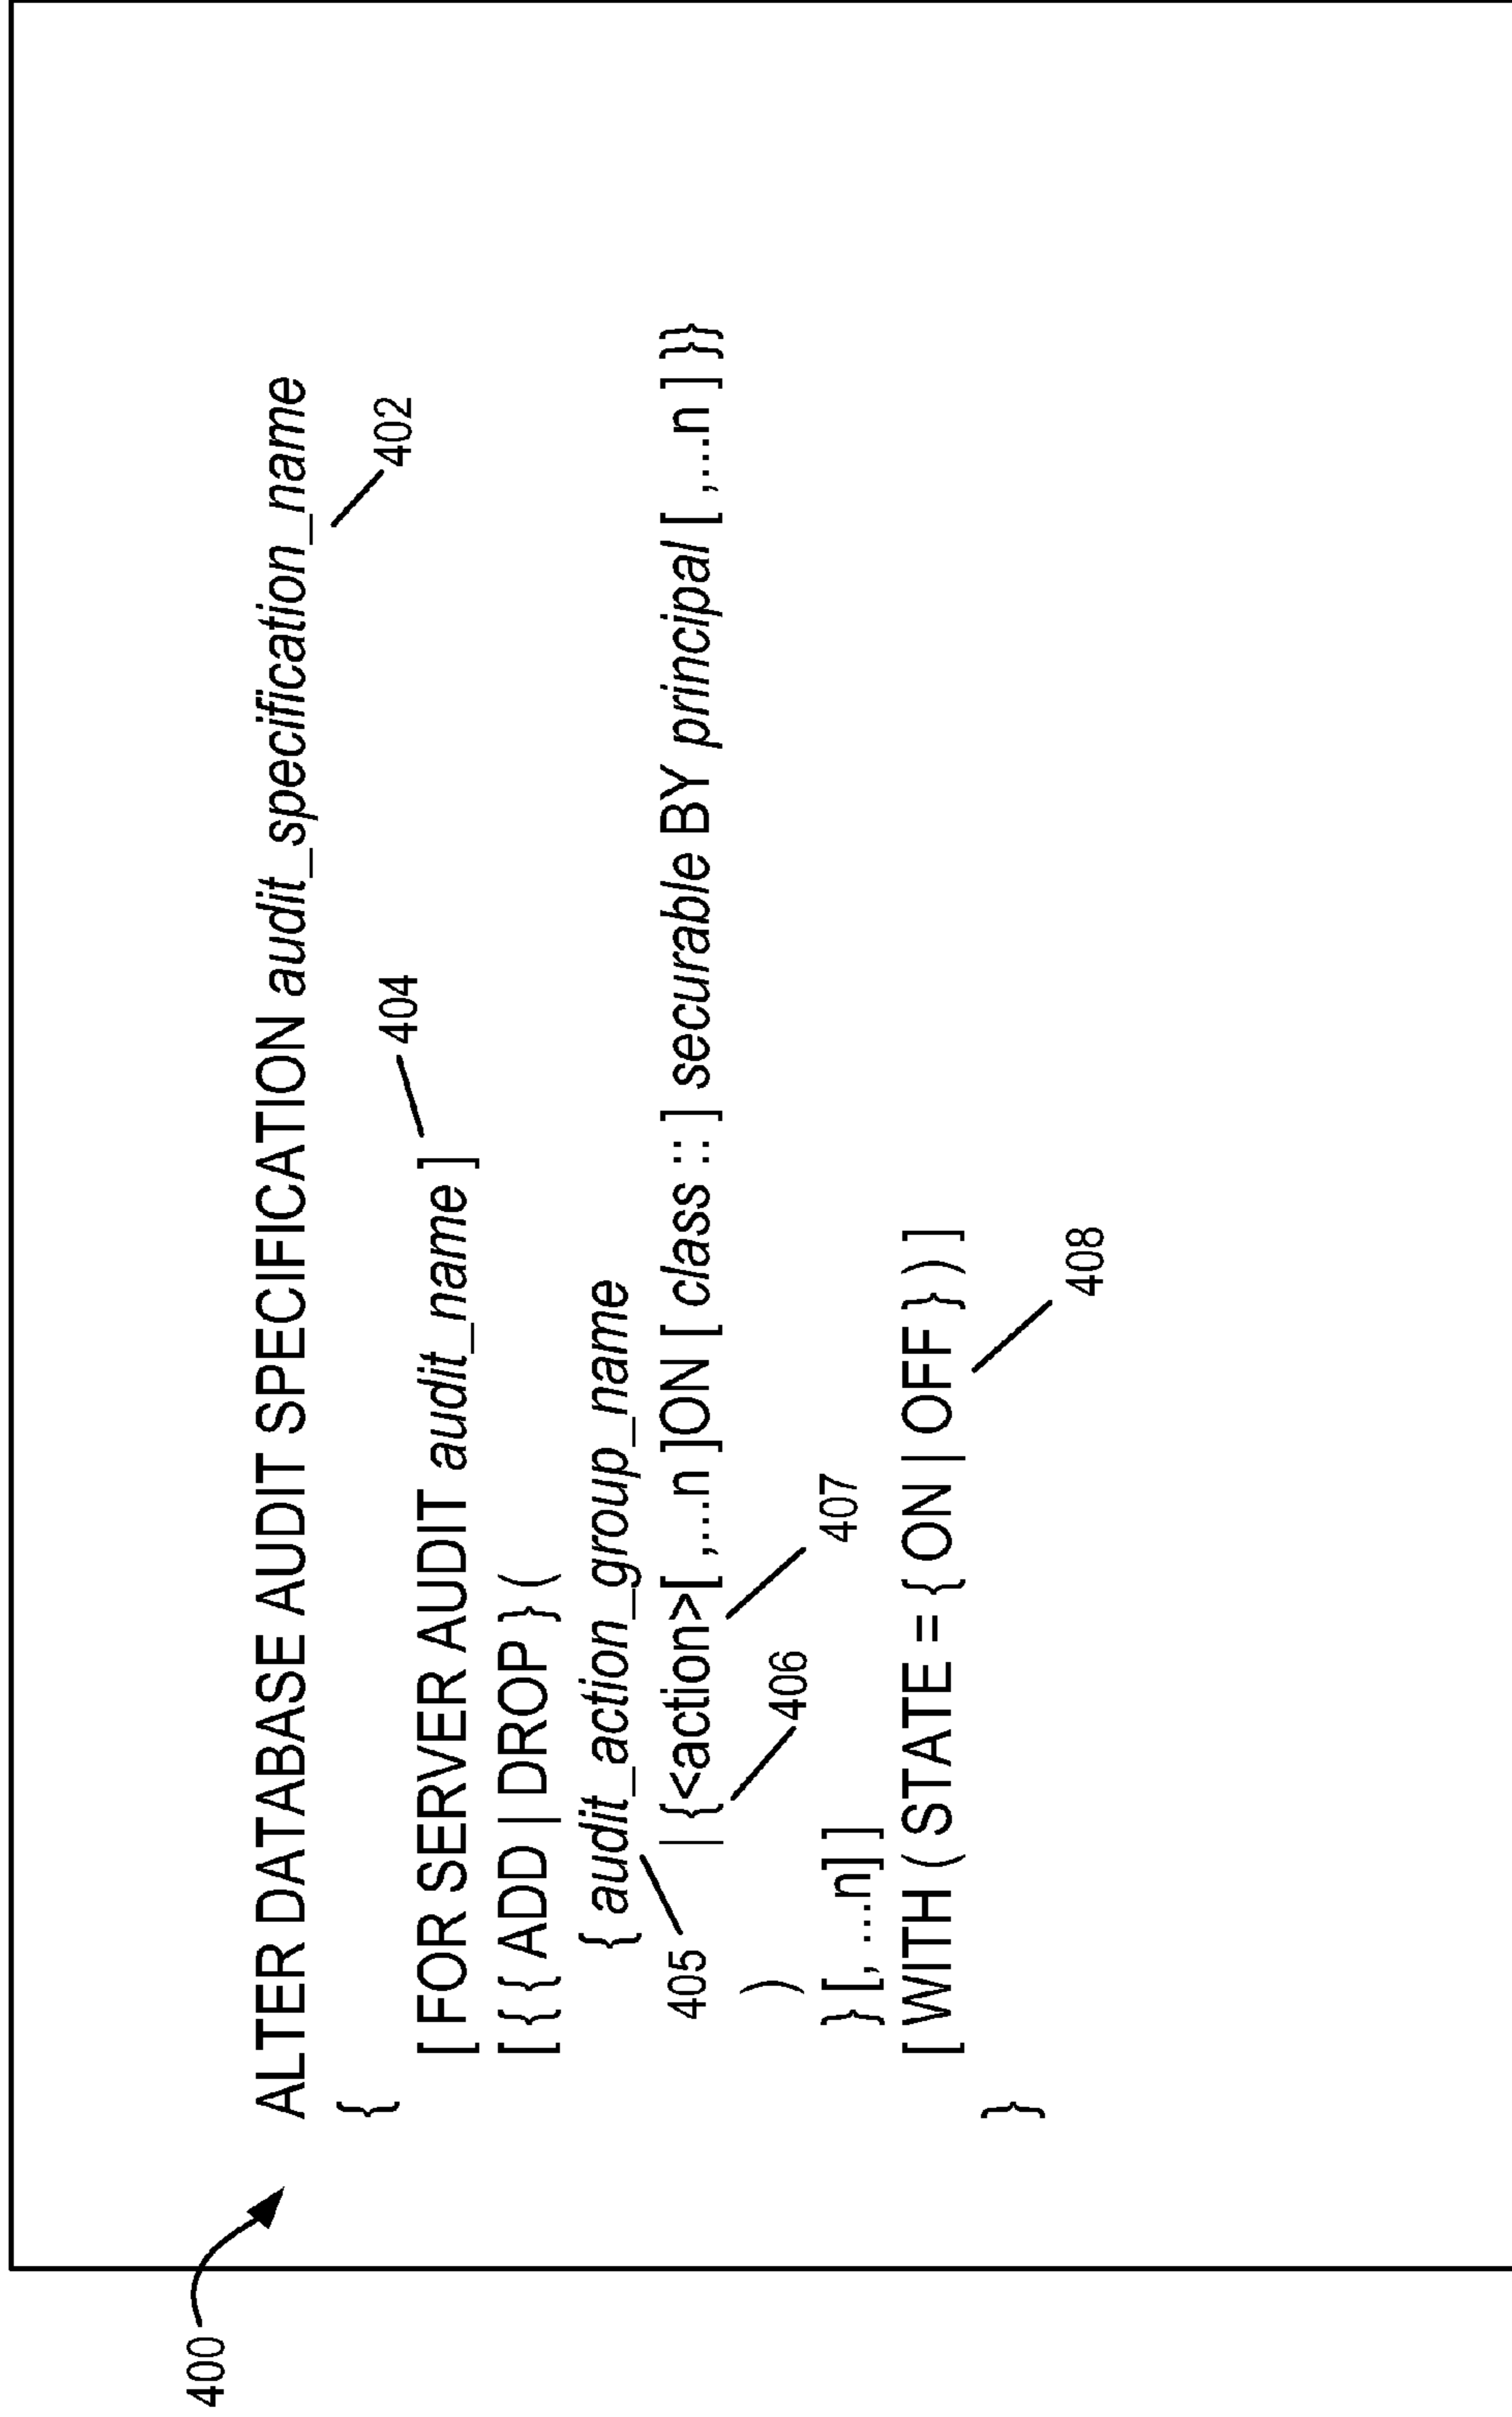 400
ALTER DATABASE AUDIT SPECIFICATION audit_specification_name
402
{
404
[ FOR SERVER AUDIT audit_name ]
[ { { ADD | DROP } (
{ audit_action_group_name
405
| {<action>[ ,...n ]ON [ class :: ] securable BY principal [ ,...n ] }}
406
407
)
} [, ...n] ]
[ WITH ( STATE = { ON | OFF } ) ]
408
}